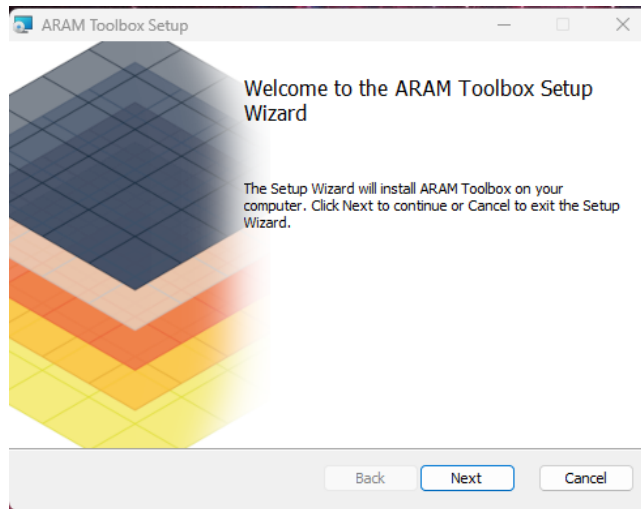 ARAM Toolbox Setup
Welcome to the ARAM Toolbox Setup
Wizard
The Setup Wizard will install ARAM Toolbox on your
computer. Click Next to continue or Cancel to exit the Setup
Wizard.
Back Next Cancel